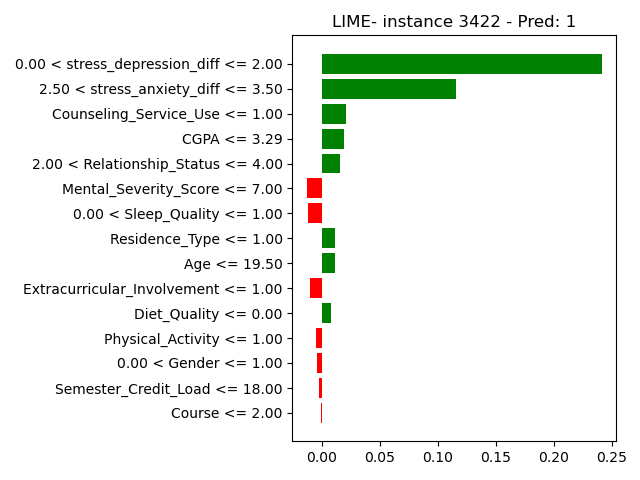 LIME- instance 3422 - Pred: 1
0.00 < stress_depression_diff <= 2.00
2.50 < stress_anxiety_diff <= 3.50
Counseling_Service_Use <= 1.00
CGPA <= 3.29
2.00 < Relationship_Status <= 4.00
Mental_Severity_Score <= 7.00
0.00 < Sleep_Quality <= 1.00
Residence_Type <= 1.00
Age <= 19.50
Extracurricular_Involvement <= 1.00
Diet_Quality <= 0.00
Physical_Activity <= 1.00
0.00 < Gender <= 1.00
Semester_Credit_Load <= 18.00
Course <= 2.00
0.00 0.05 0.10 0.15 0.20 0.25